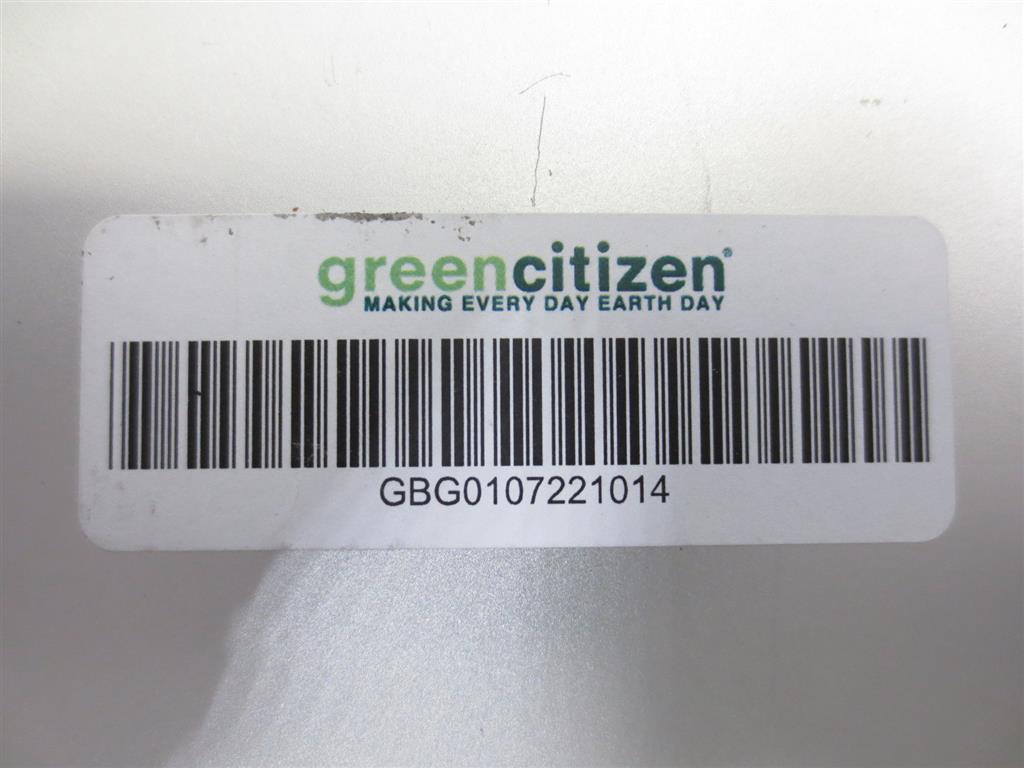 greencitizen®
MAKING EVERY DAY EARTH DAY
GBG0107221014